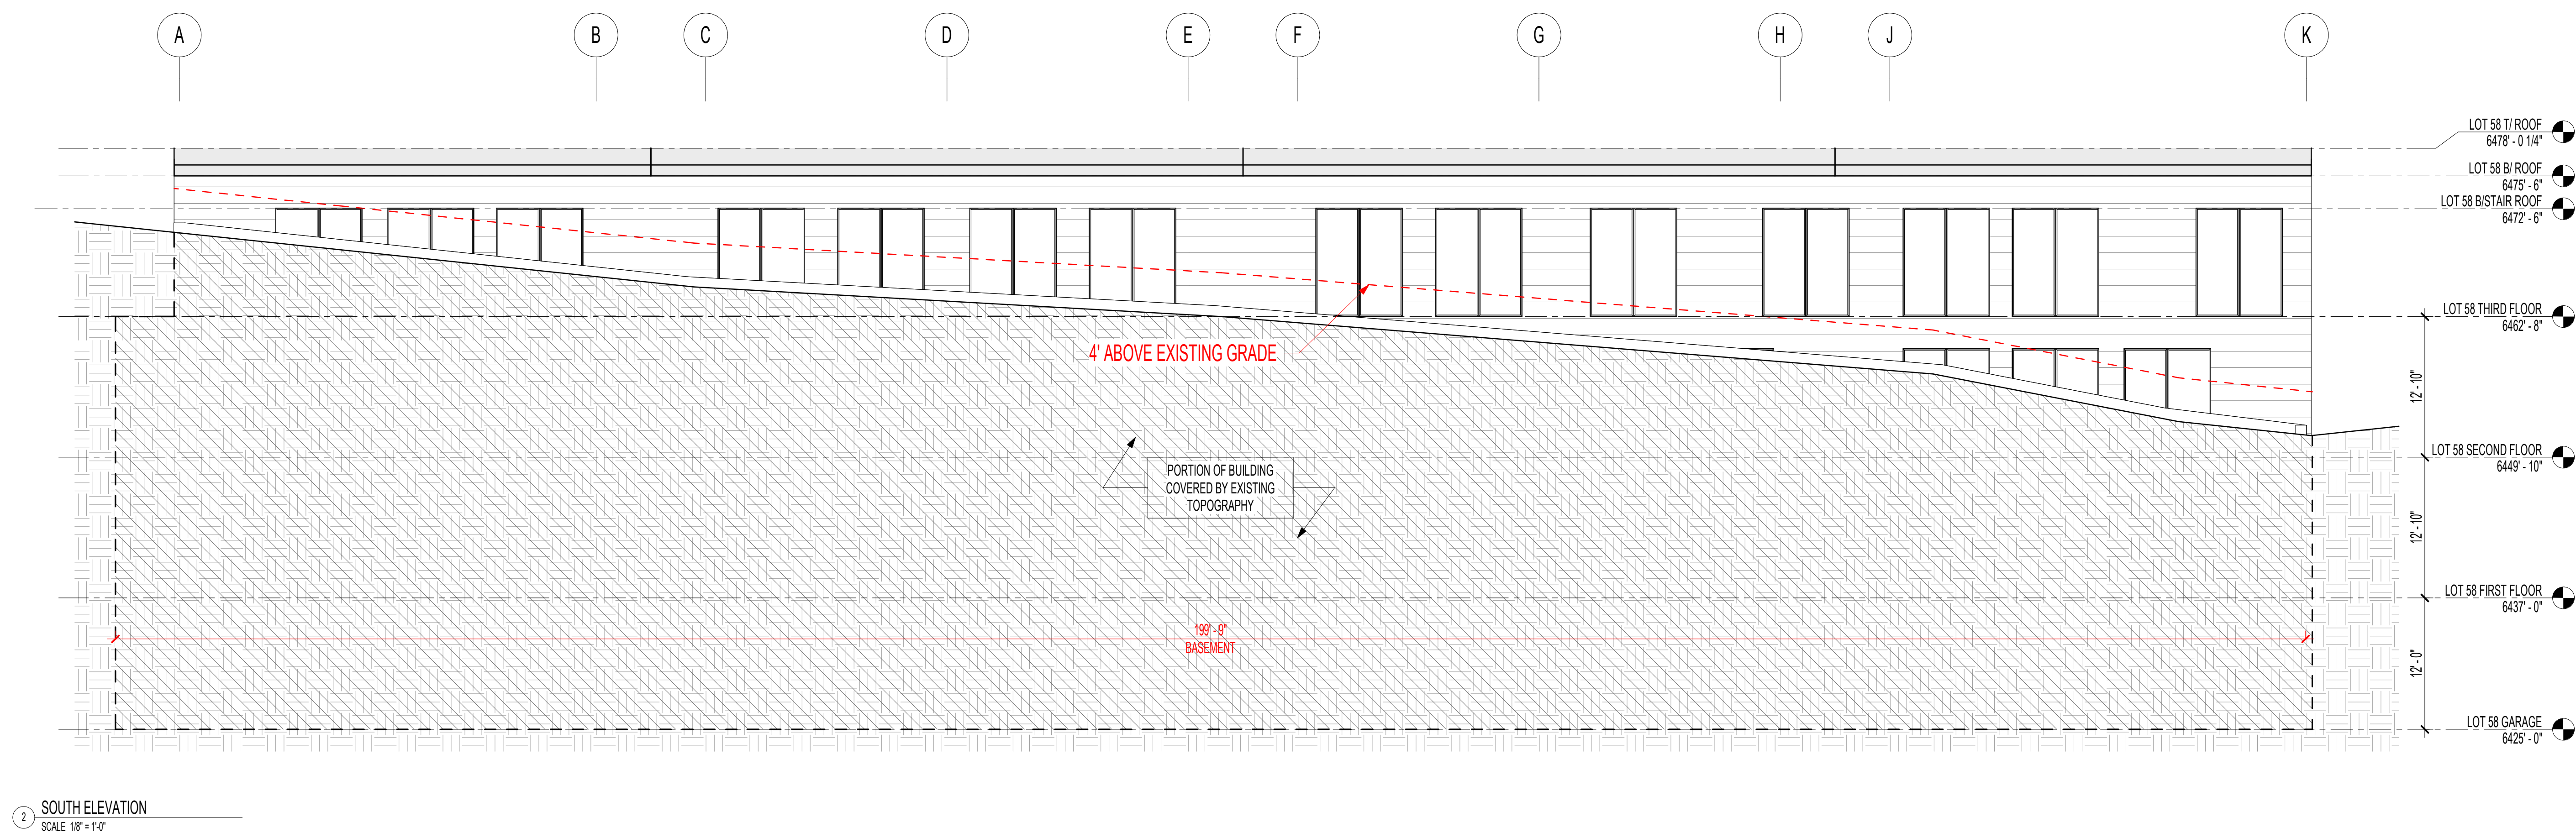 A B C D E F G H J K
LOT 58 T/ ROOF
6478' - 0 1/4"
LOT 58 B/ ROOF
6475' - 6"
LOT 58 B/STAIR ROOF
6472' - 6"
LOT 58 THIRD FLOOR
6462' - 8"
4' ABOVE EXISTING GRADE
12' - 10"
PORTION OF BUILDING
COVERED BY EXISTING
TOPOGRAPHY
LOT 58 SECOND FLOOR
6449' - 10"
12' - 10"
LOT 58 FIRST FLOOR
6437' - 0"
199' - 9"
BASEMENT
12' - 0"
LOT 58 GARAGE
6425' - 0"
2 SOUTH ELEVATION
SCALE 1/8" = 1'-0"